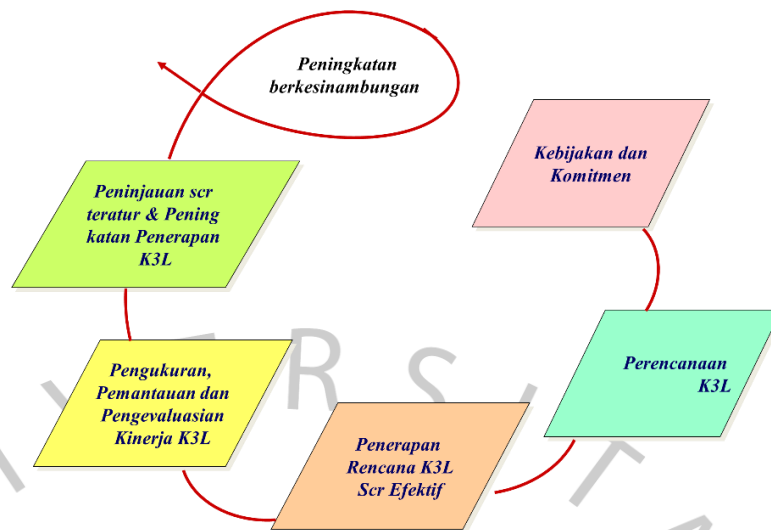 Peningkatan
berkesinambungan
Kebijakan dan
Komitmen
Peninjauan scr
teratur & Pening
katan Penerapan
K3L
Perencanaan
K3L
Pengukuran,
Pemantauan dan
Pengevaluasian
Kinerja K3L
Penerapan
Rencana K3L
Scr Efektif
E R S I T A